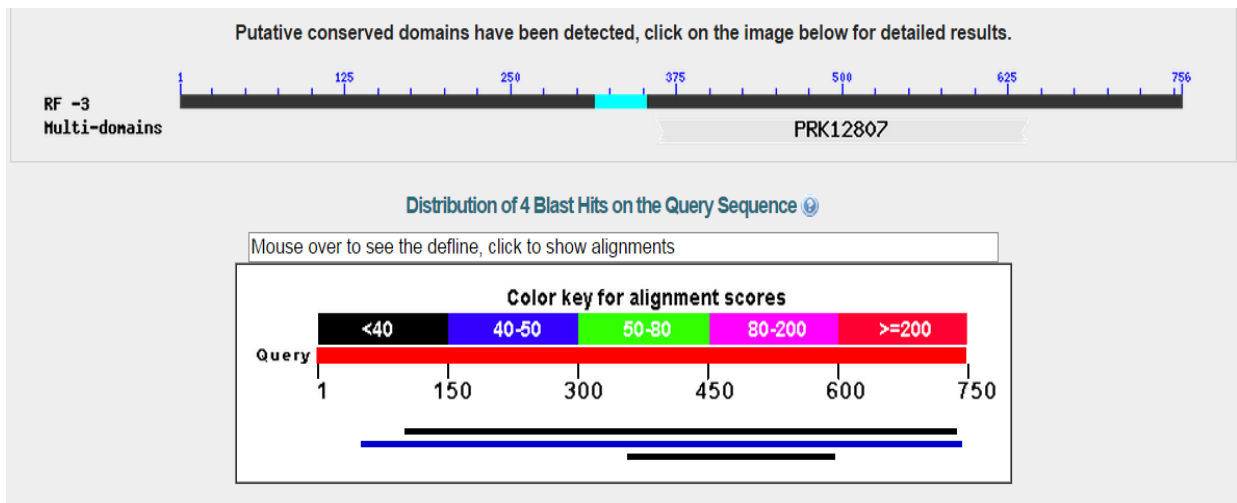 Putative conserved domains have been detected, click on the image below for detailed results.
1 125 250 375 500 625 756
RF -3
Multi-domains PRK12807
Distribution of 4 Blast Hits on the Query Sequence ?
Mouse over to see the defline, click to show alignments
Color key for alignment scores
<40 40-50 50-80 80-200 >=200
Query
1 150 300 450 600 750